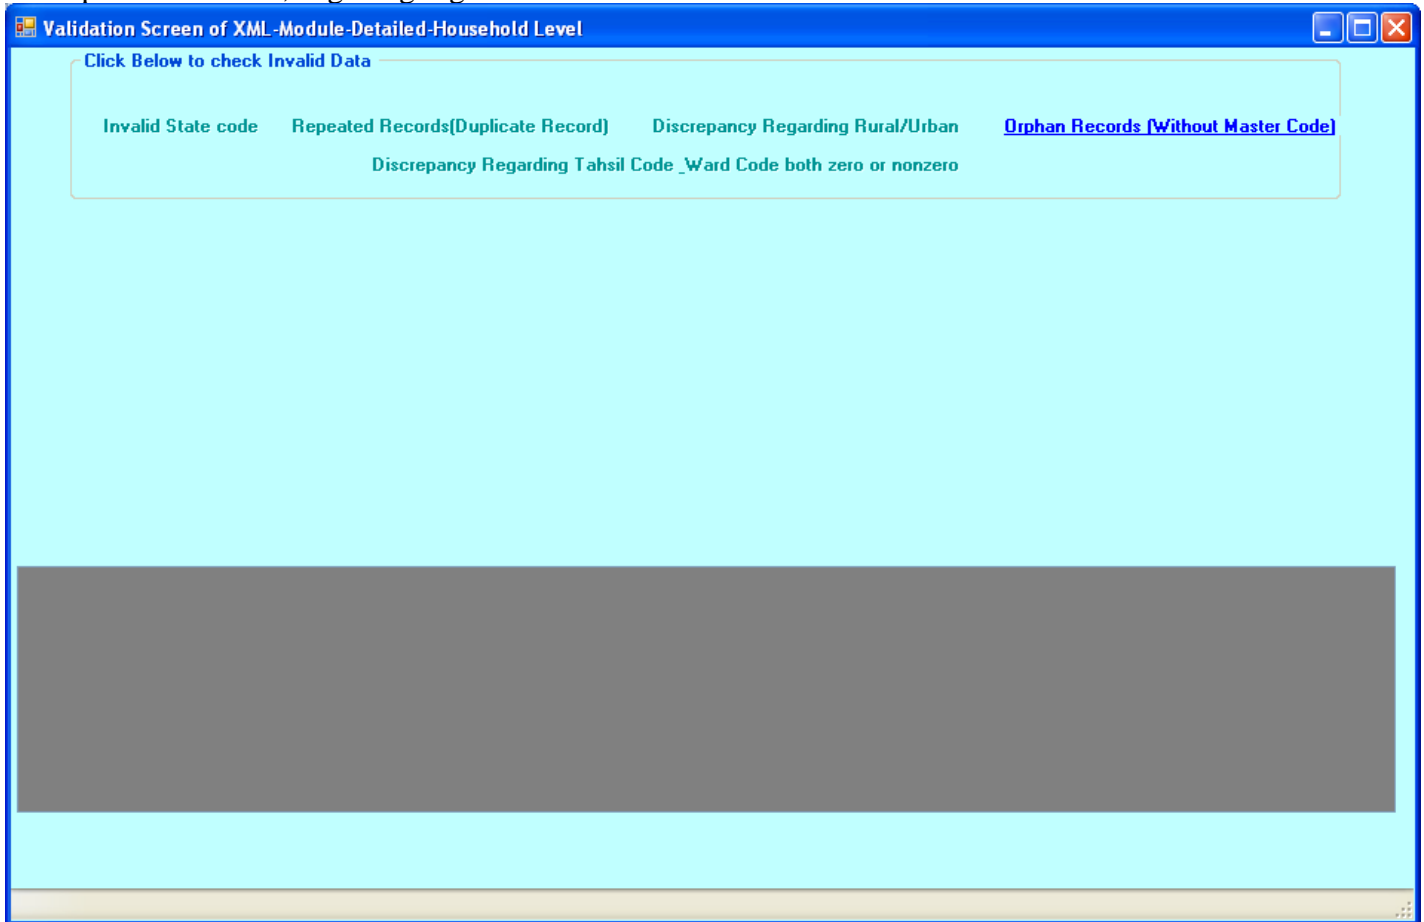 Validation Screen of XML-Module-Detailed-Household Level
Click Below to check Invalid Data
Invalid State code Repeated Records(Duplicate Record) Discrepancy Regarding Rural/Urban Orphan Records (Without Master Code)
Discrepancy Regarding Tahsil Code _Ward Code both zero or nonzero